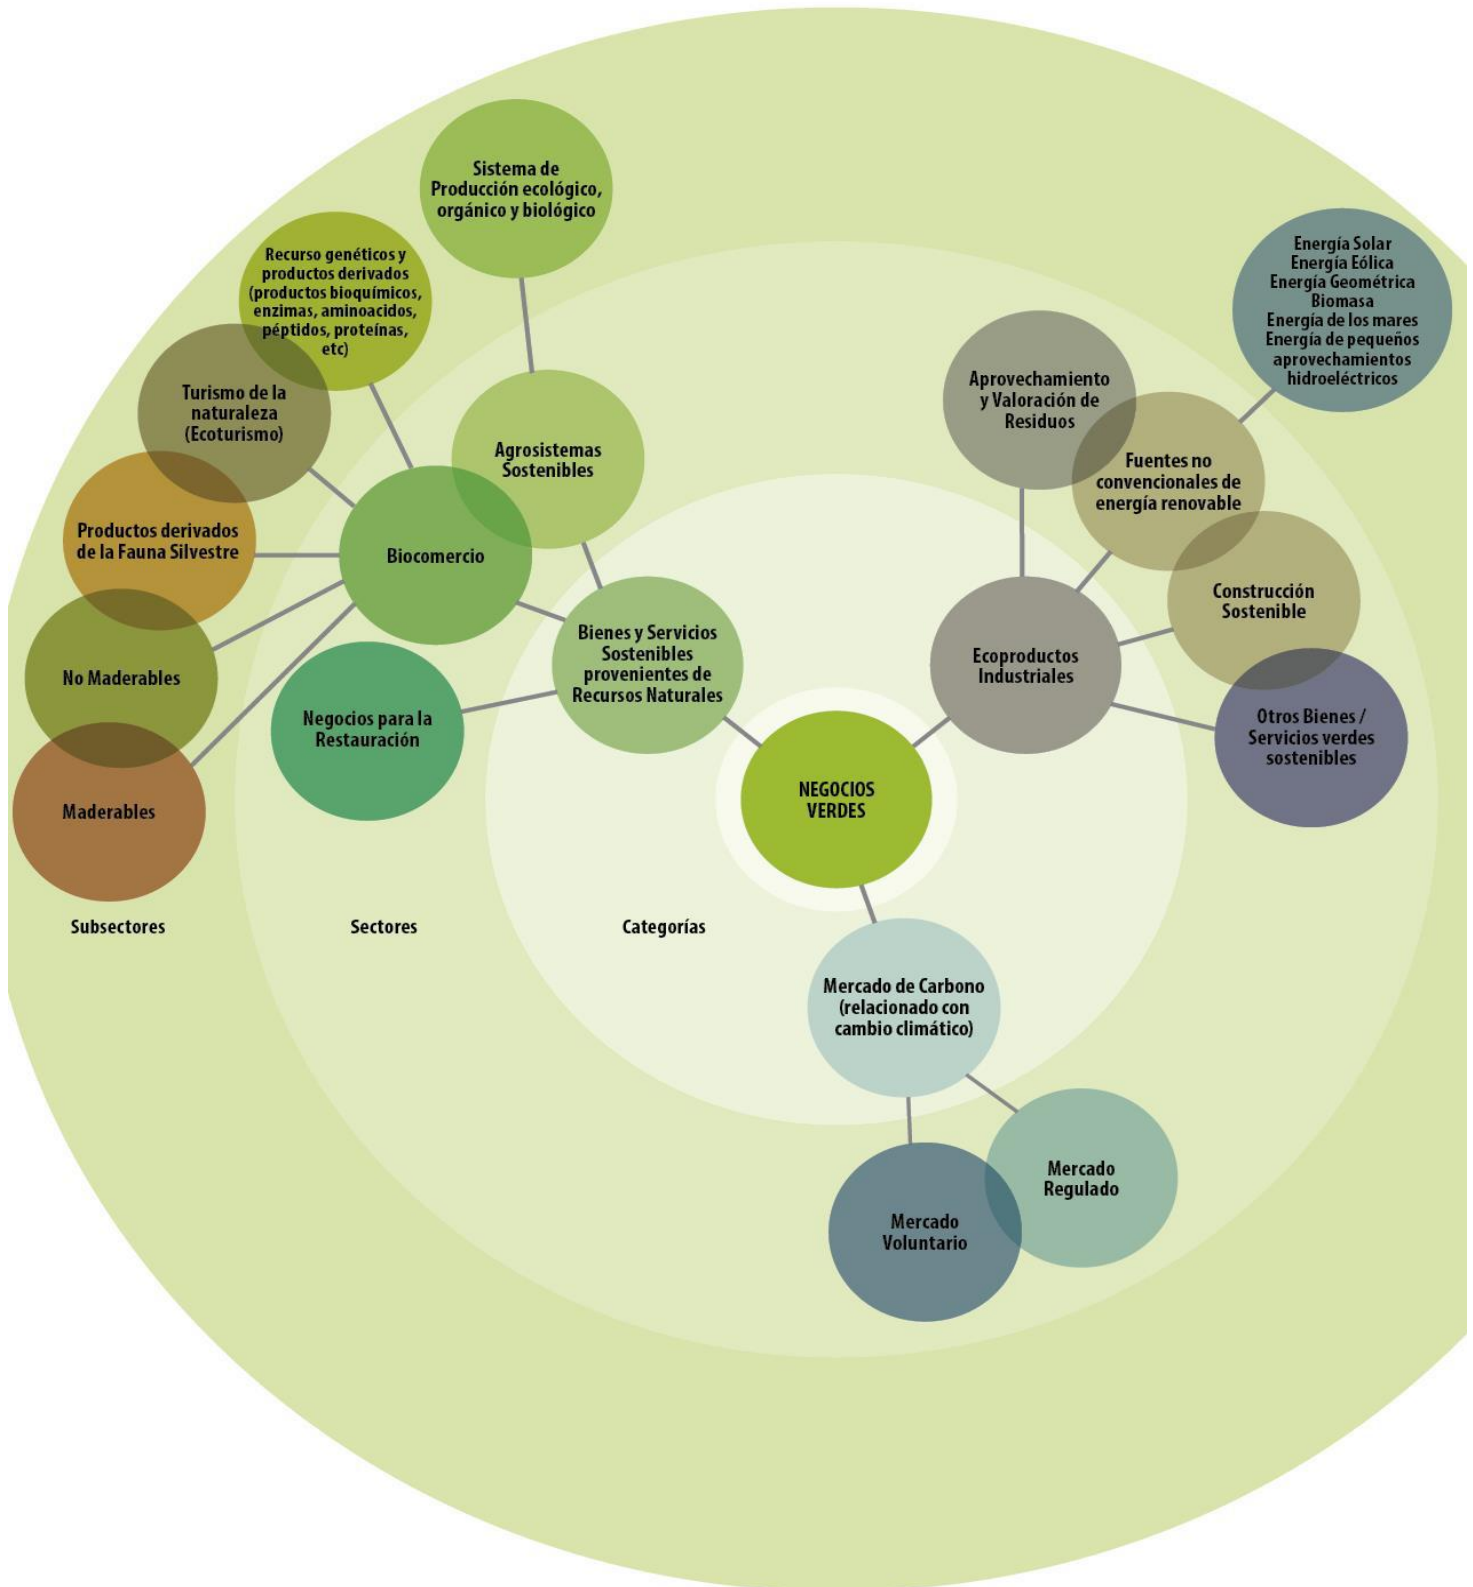 Sistema de
Producción ecológico,
orgánico y biológico
Recurso genéticos y
productos derivados
(productos bioquímicos,
enzimas, aminoacidos,
péptidos, proteínas,
etc)
Turismo de la
naturaleza
(Ecoturismo)
Agrosistemas
Sostenibles
Productos derivados
de la Fauna Silvestre
Biocomercio
No Maderables
Bienes y Servicios
Sostenibles
provenientes de
Recursos Naturales
Negocios para la
Restauración
Maderables
Energía Solar
Energía Eólica
Energía Geométrica
Biomasa
Energía de los mares
Energía de pequeños
aprovechamientos
hidroeléctricos
Aprovechamiento
y Valoración de
Residuos
Fuentes no
convencionales de
energía renovable
Construcción
Sostenible
Ecoproductos
Industriales
Otros Bienes /
Servicios verdes
sostenibles
NEGOCIOS
VERDES
Subsectores
Sectores
Categorías
Mercado de Carbono
(relacionado con
cambio climático)
Mercado
Regulado
Mercado
Voluntario